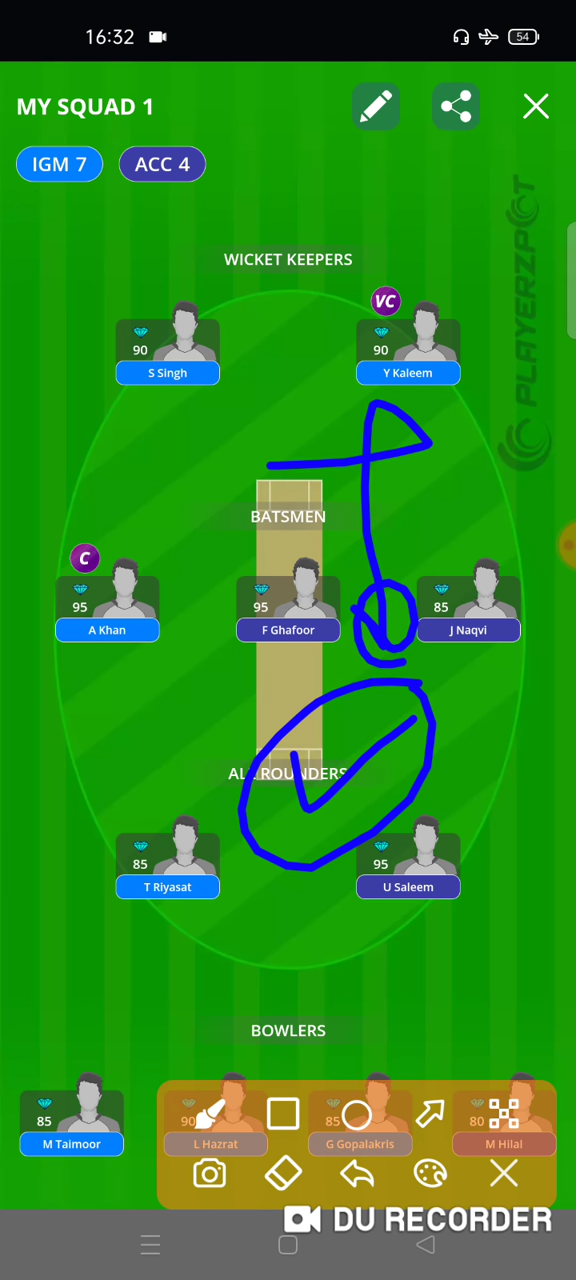 16:32
54
MY SQUAD 1
IGM 7
ACC 4
PLAYERZPOT
WICKET KEEPERS
VC
90
90
S Singh
Y Kaleem
BATSMEN
C
95
95
85
A Khan
F Ghafoor
J Naqvi
ALL ROUNDERS
85
95
T Riyasat
U Saleem
BOWLERS
85
90
85
80
M Taimoor
L Hazrat
G Gopalakris
M Hilal
DU RECORDER